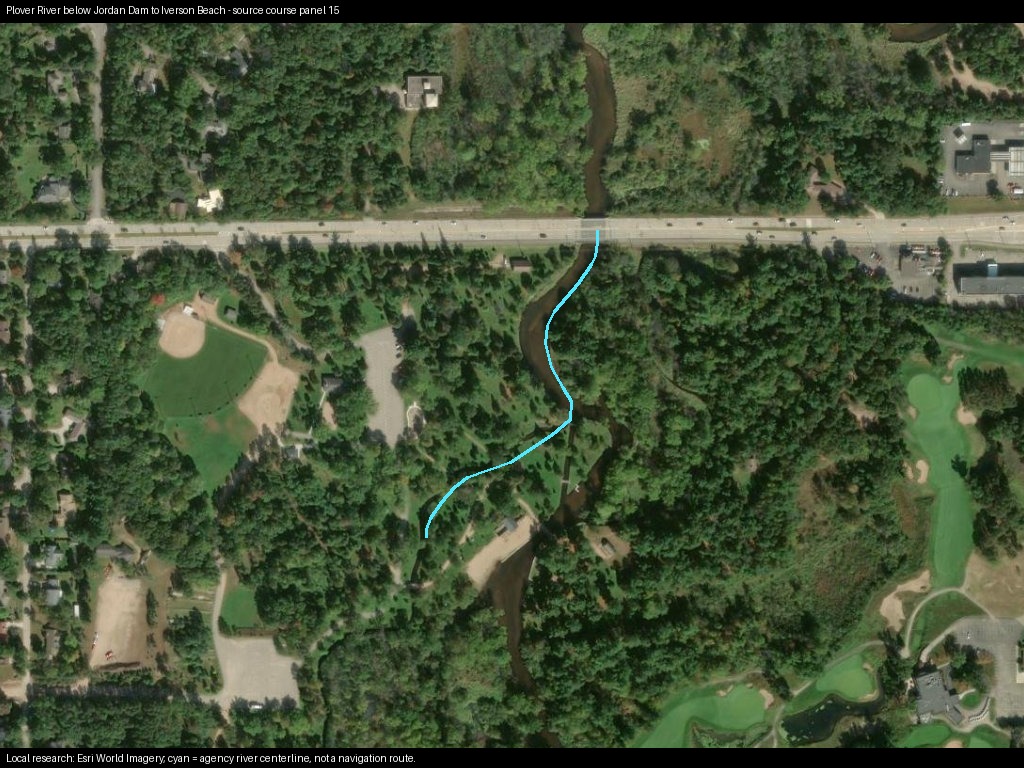 Plover River below Jordan Dam to Iverson Beach - source course panel 15
Local research: Esri World Imagery; cyan = agency river centerline, not a navigation route.